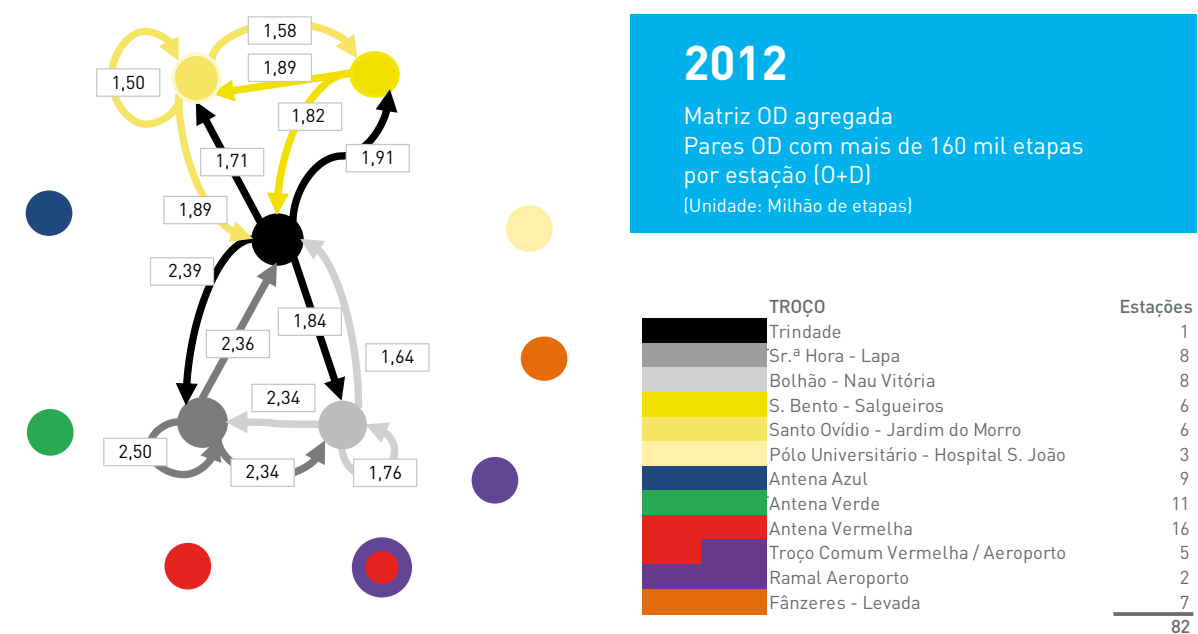 1,58
1,89
1,50
1,82
1,71
1,91
1,89
2,39
1,84
2,36
1,64
2,34
2,50
2,34
1,76
2012
Matriz OD agregada
Pares OD com mais de 160 mil etapas
por estação (O+D)
(Unidade: Milhão de etapas)
TROÇO Estações
Trindade 1
Sr.ª Hora - Lapa 8
Bolhão - Nau Vitória 8
S. Bento - Salgueiros 6
Santo Ovídio - Jardim do Morro 6
Pólo Universitário - Hospital S. João 3
Antena Azul 9
Antena Verde 11
Antena Vermelha 16
Troço Comum Vermelha / Aeroporto 5
Ramal Aeroporto 2
Fânzeres - Levada 7
82